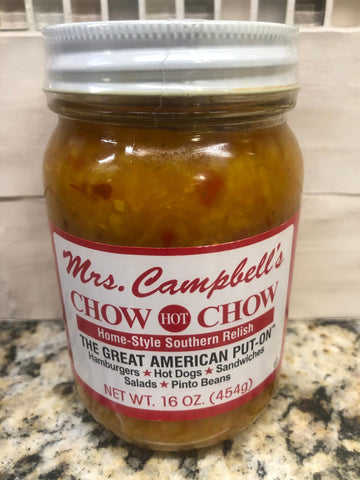 Mrs. Campbell's
CHOW HOT CHOW
Home-Style Southern Relish
THE GREAT AMERICAN PUT-ON™
Hamburgers ★ Hot Dogs ★ Sandwiches
Salads ★ Pinto Beans
NET WT. 16 OZ. (454g)